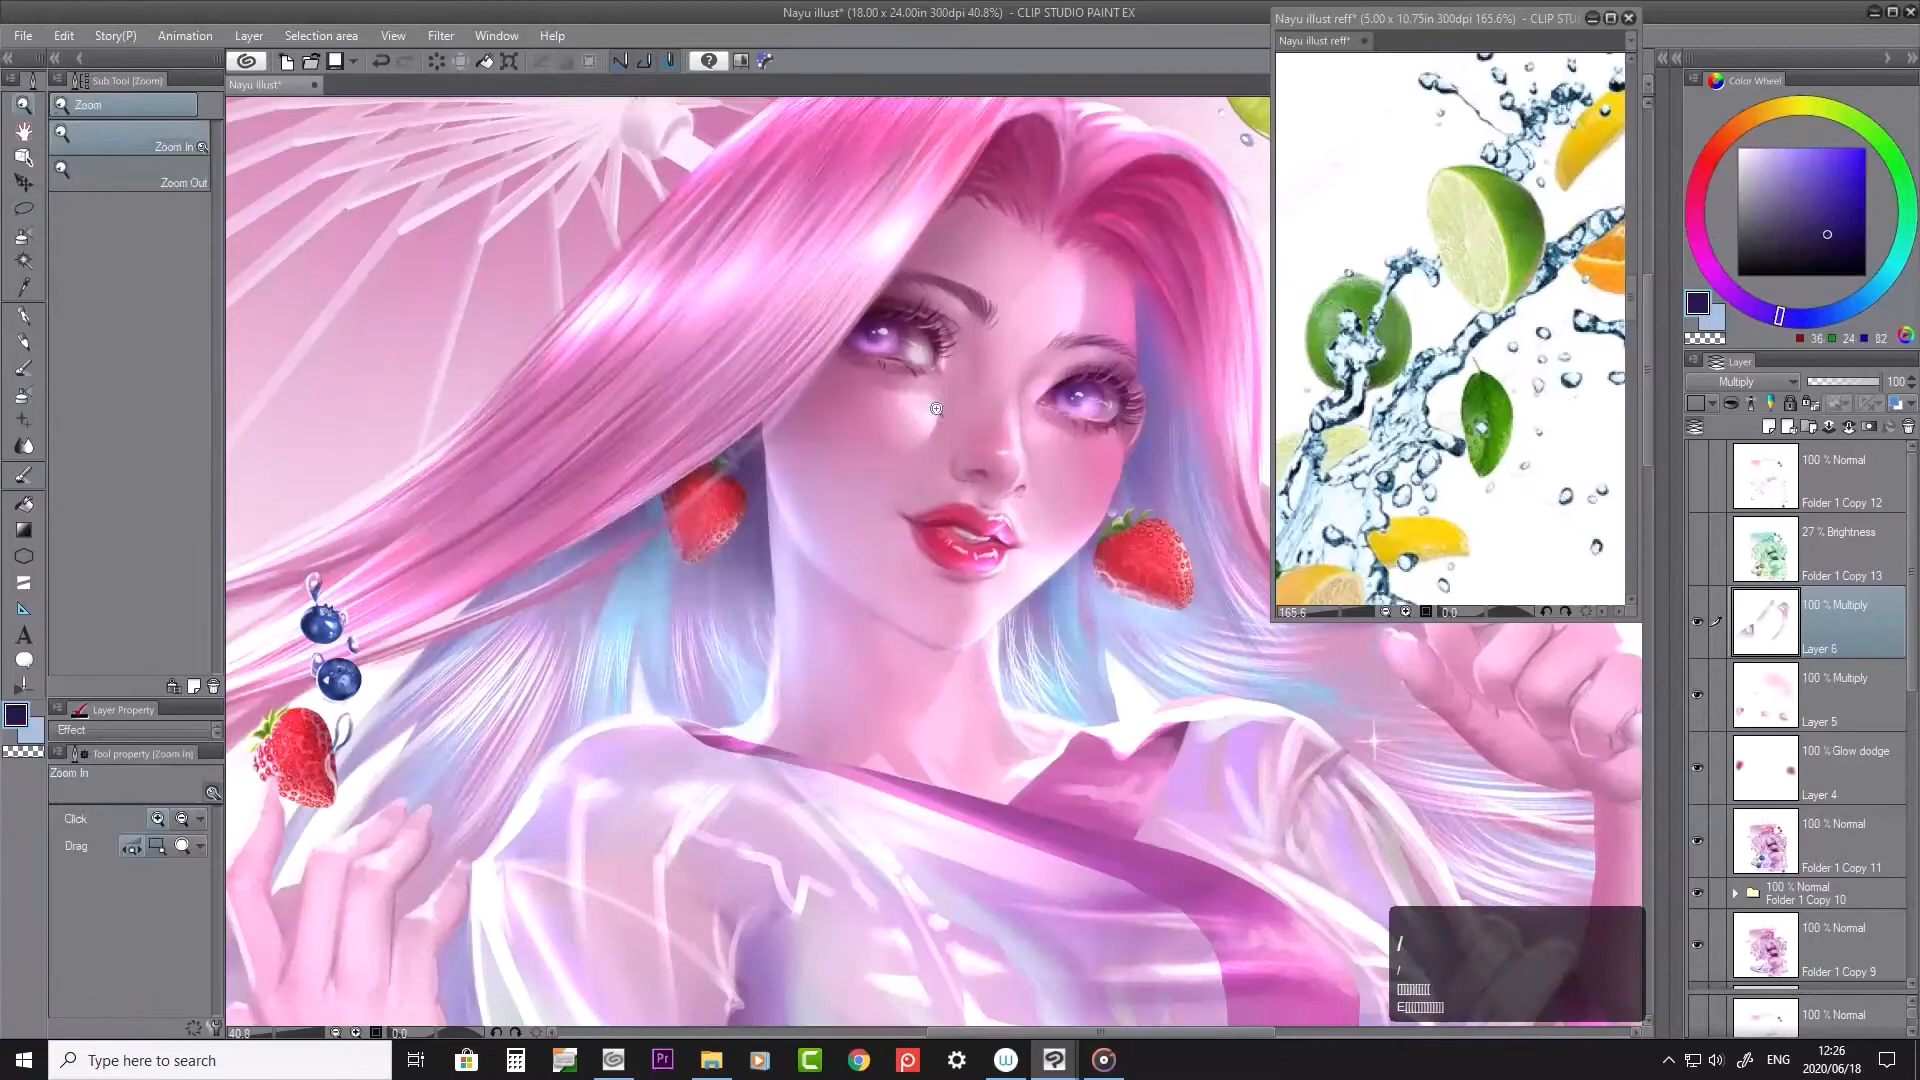 Nayu illust* (18.00 x 24.00in 300dpi 40.8%) - CLIP STUDIO PAINT EX
Nayu illust reff* (5.00 x 10.75in 300dpi 165.6%) - CLIP STU
File Edit Story(P) Animation Layer Selection area View Filter Window Help
Nayu illust reff*
Sub Tool [Zoom]
Nayu illust*
Color Wheel
Zoom
Zoom In
Zoom Out
36 24 82
Layer
Multiply 100
100 % Normal
Folder 1 Copy 12
27 % Brightness
Folder 1 Copy 13
100 % Multiply
Layer 6
100 % Multiply
Layer 5
100 % Glow dodge
Layer 4
100 % Normal
Folder 1 Copy 11
100 % Normal
Folder 1 Copy 10
100 % Normal
Folder 1 Copy 9
100 % Normal
165.6 0.0
Layer Property
Effect
Tool property [Zoom In]
Zoom In
Click
Drag
40.8 0.0
/
/
A
Type here to search
Pr
ENG
12:26
2020/06/18